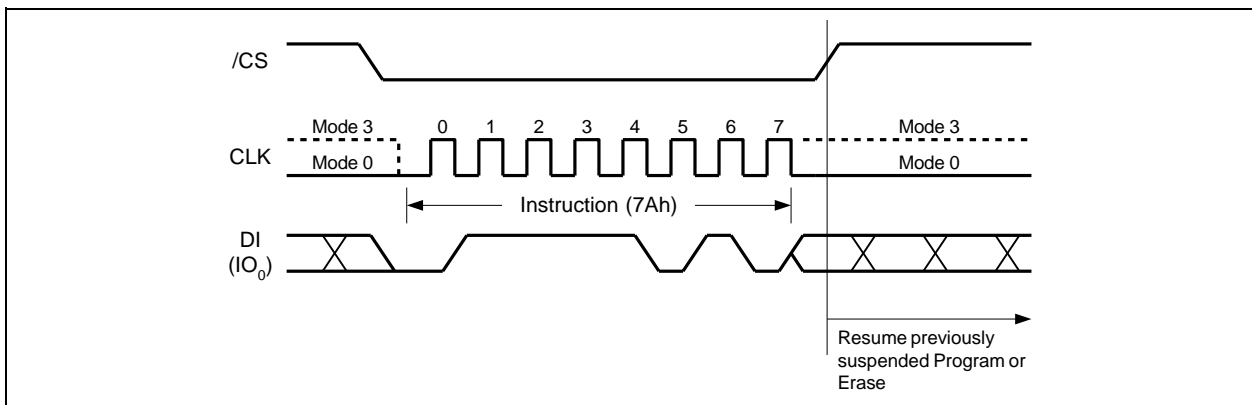 /CS
Mode 3
0 1 2 3 4 5 6 7
Mode 3
CLK
Mode 0
Mode 0
Instruction (7Ah)
DI
(IO₀)
Resume previously
suspended Program or
Erase